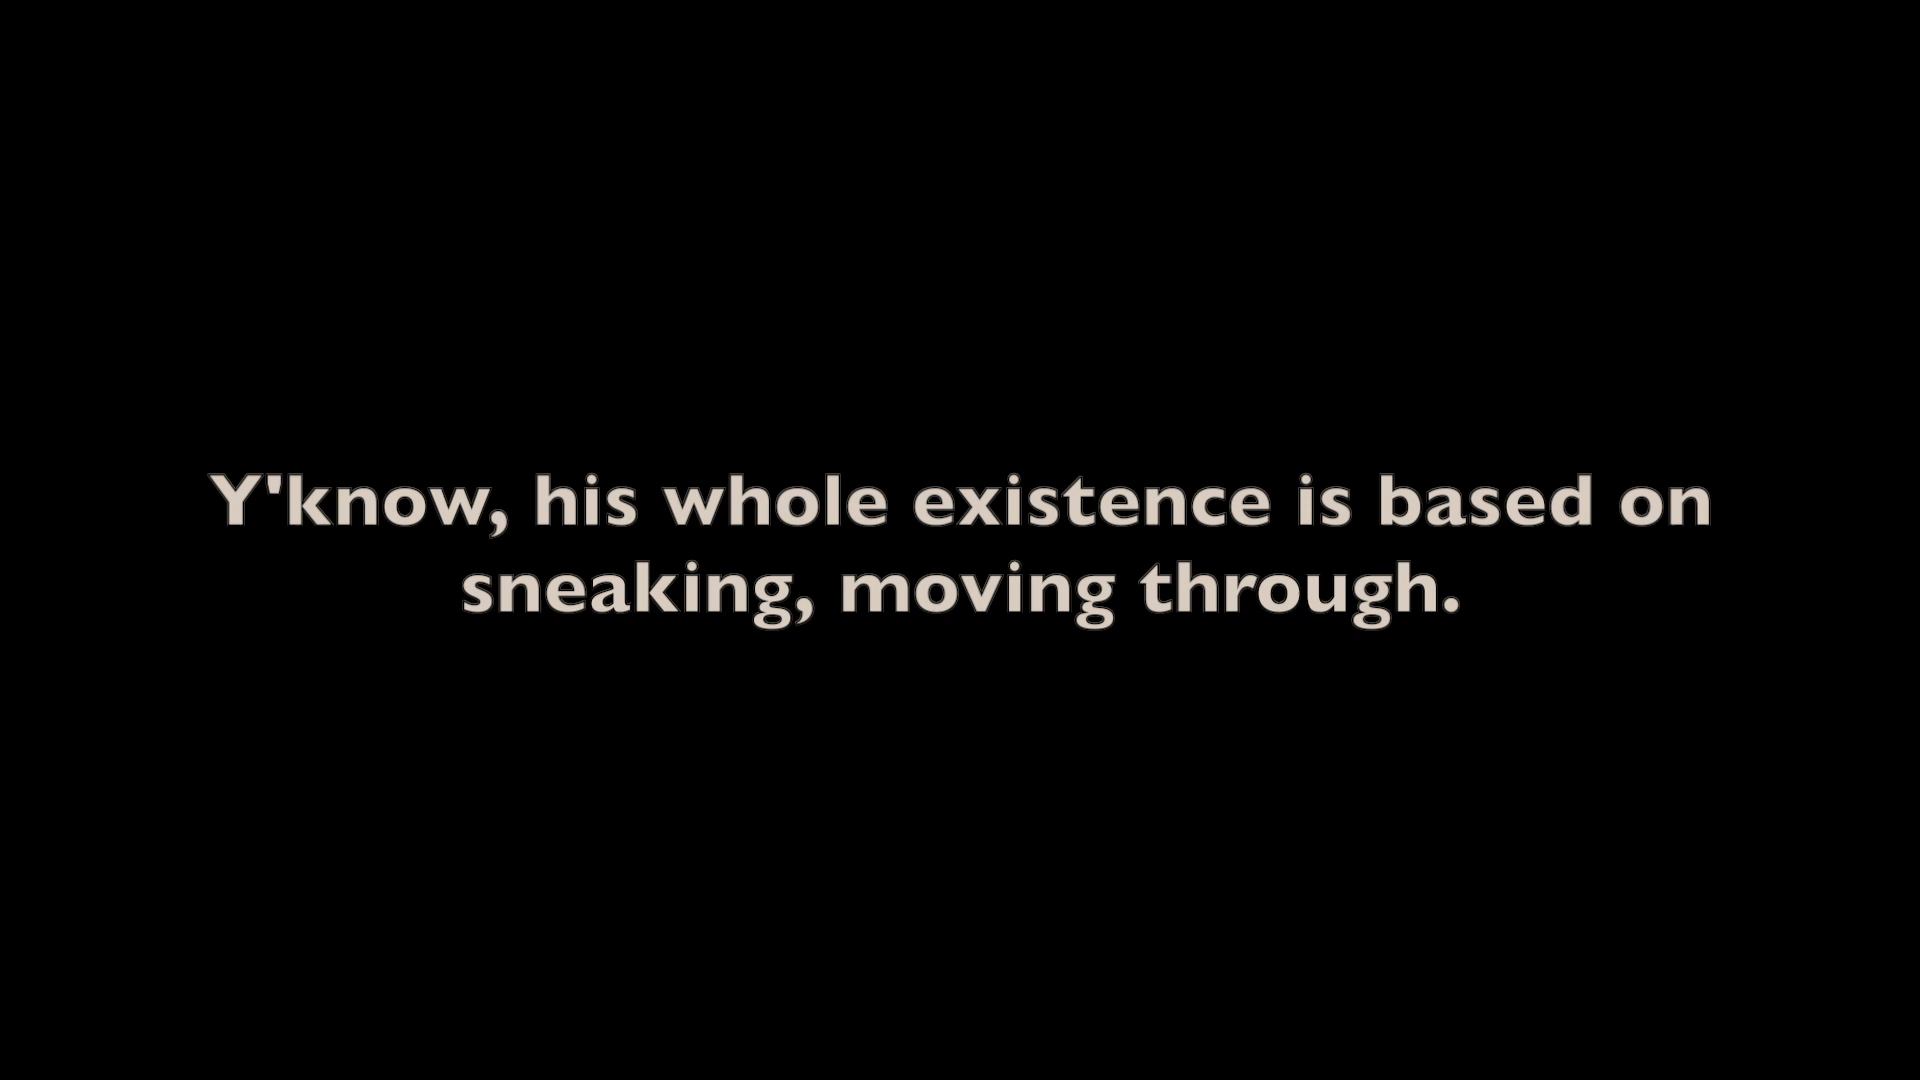 Y'know, his whole existence is based on
sneaking, moving through.